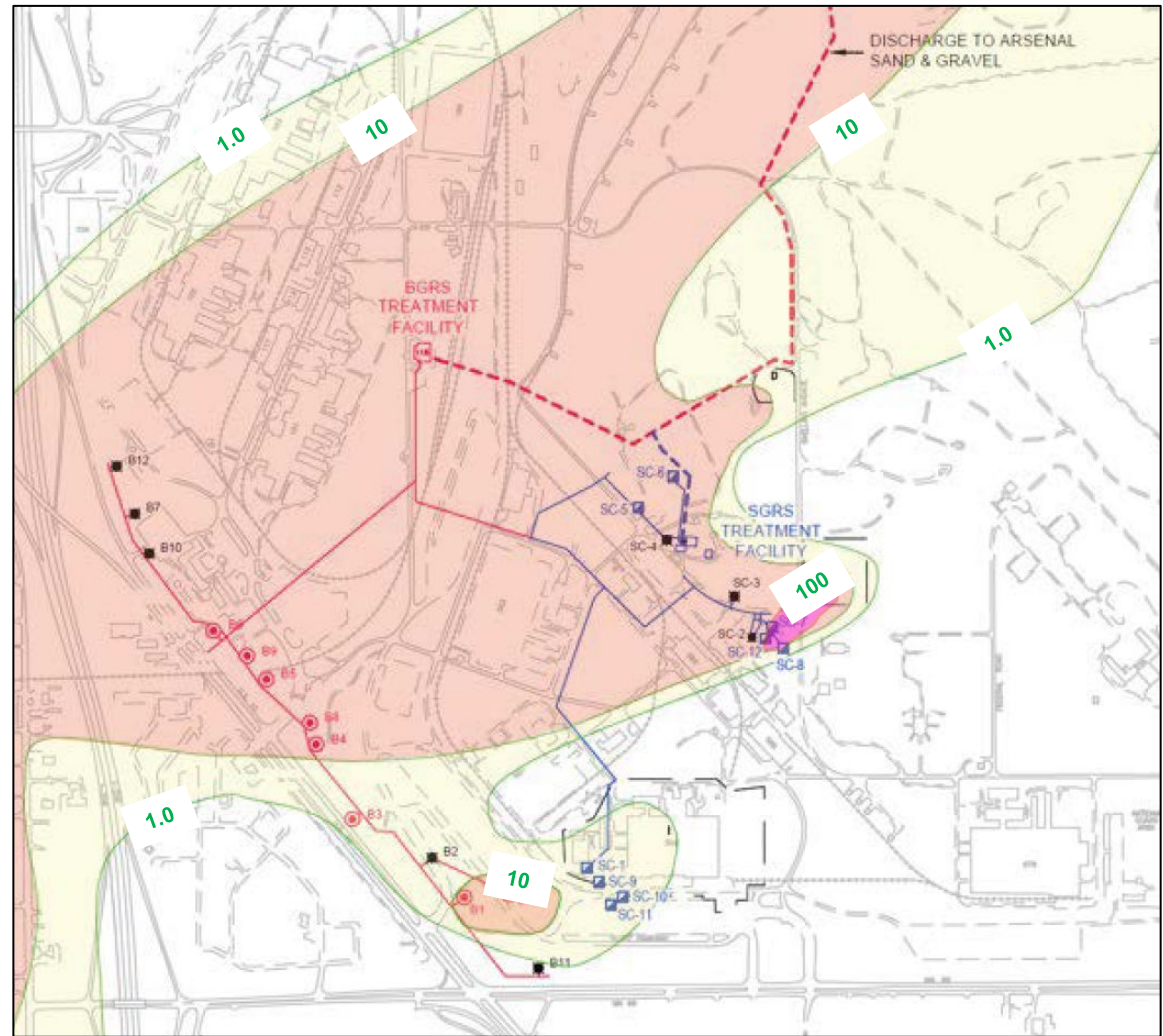 DISCHARGE TO ARSENAL
SAND & GRAVEL
1.0
10
10
BGRS
TREATMENT
FACILITY
1.0
B12
B7
B10
SC-6
SC-5
SC-4
SGRS
TREATMENT
FACILITY
SC-3
100
SC-2
SC-12
SC-8
B9
B5
B8
B4
B3
1.0
B2
10
B1
SC-1
SC-9
SC-10
SC-11
B11